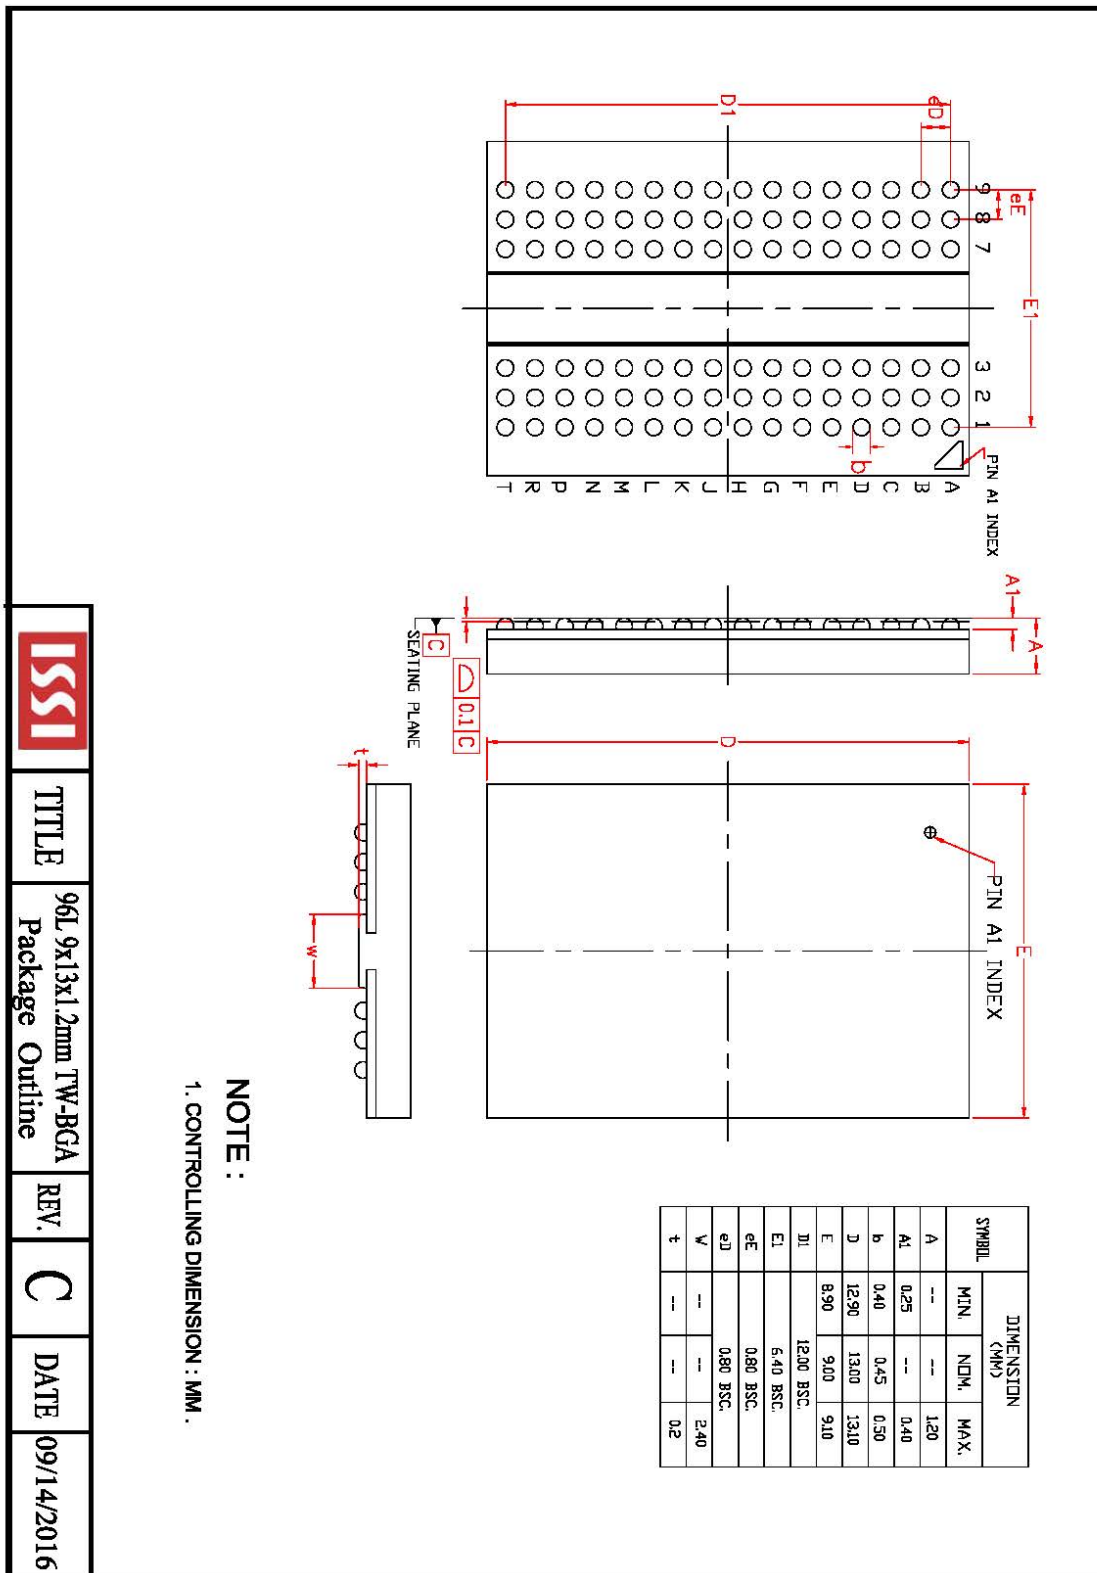 D1
eD
9
8
7
3
2
1
eE
E1
PIN A1 INDEX
b
A
B
C
D
E
F
G
H
J
K
L
M
N
P
R
T
A1
A
SEATING PLANE
C
0.1 C
D
E
PIN A1 INDEX
t
w
SYMBOL DIMENSION
(MM)
MIN. NOM. MAX.
A -- -- 1.20
A1 0.25 -- 0.40
b 0.40 0.45 0.50
D 12.90 13.00 13.10
E 8.90 9.00 9.10
D1 12.00 BSC.
E1 6.40 BSC.
eE 0.80 BSC.
eD 0.80 BSC.
W -- -- 2.40
t -- -- 0.2
NOTE :
1. CONTROLLING DIMENSION : MM .
ISSI
TITLE
96L 9x13x1.2mm TW-BGA
Package Outline
REV.
C
DATE
09/14/2016